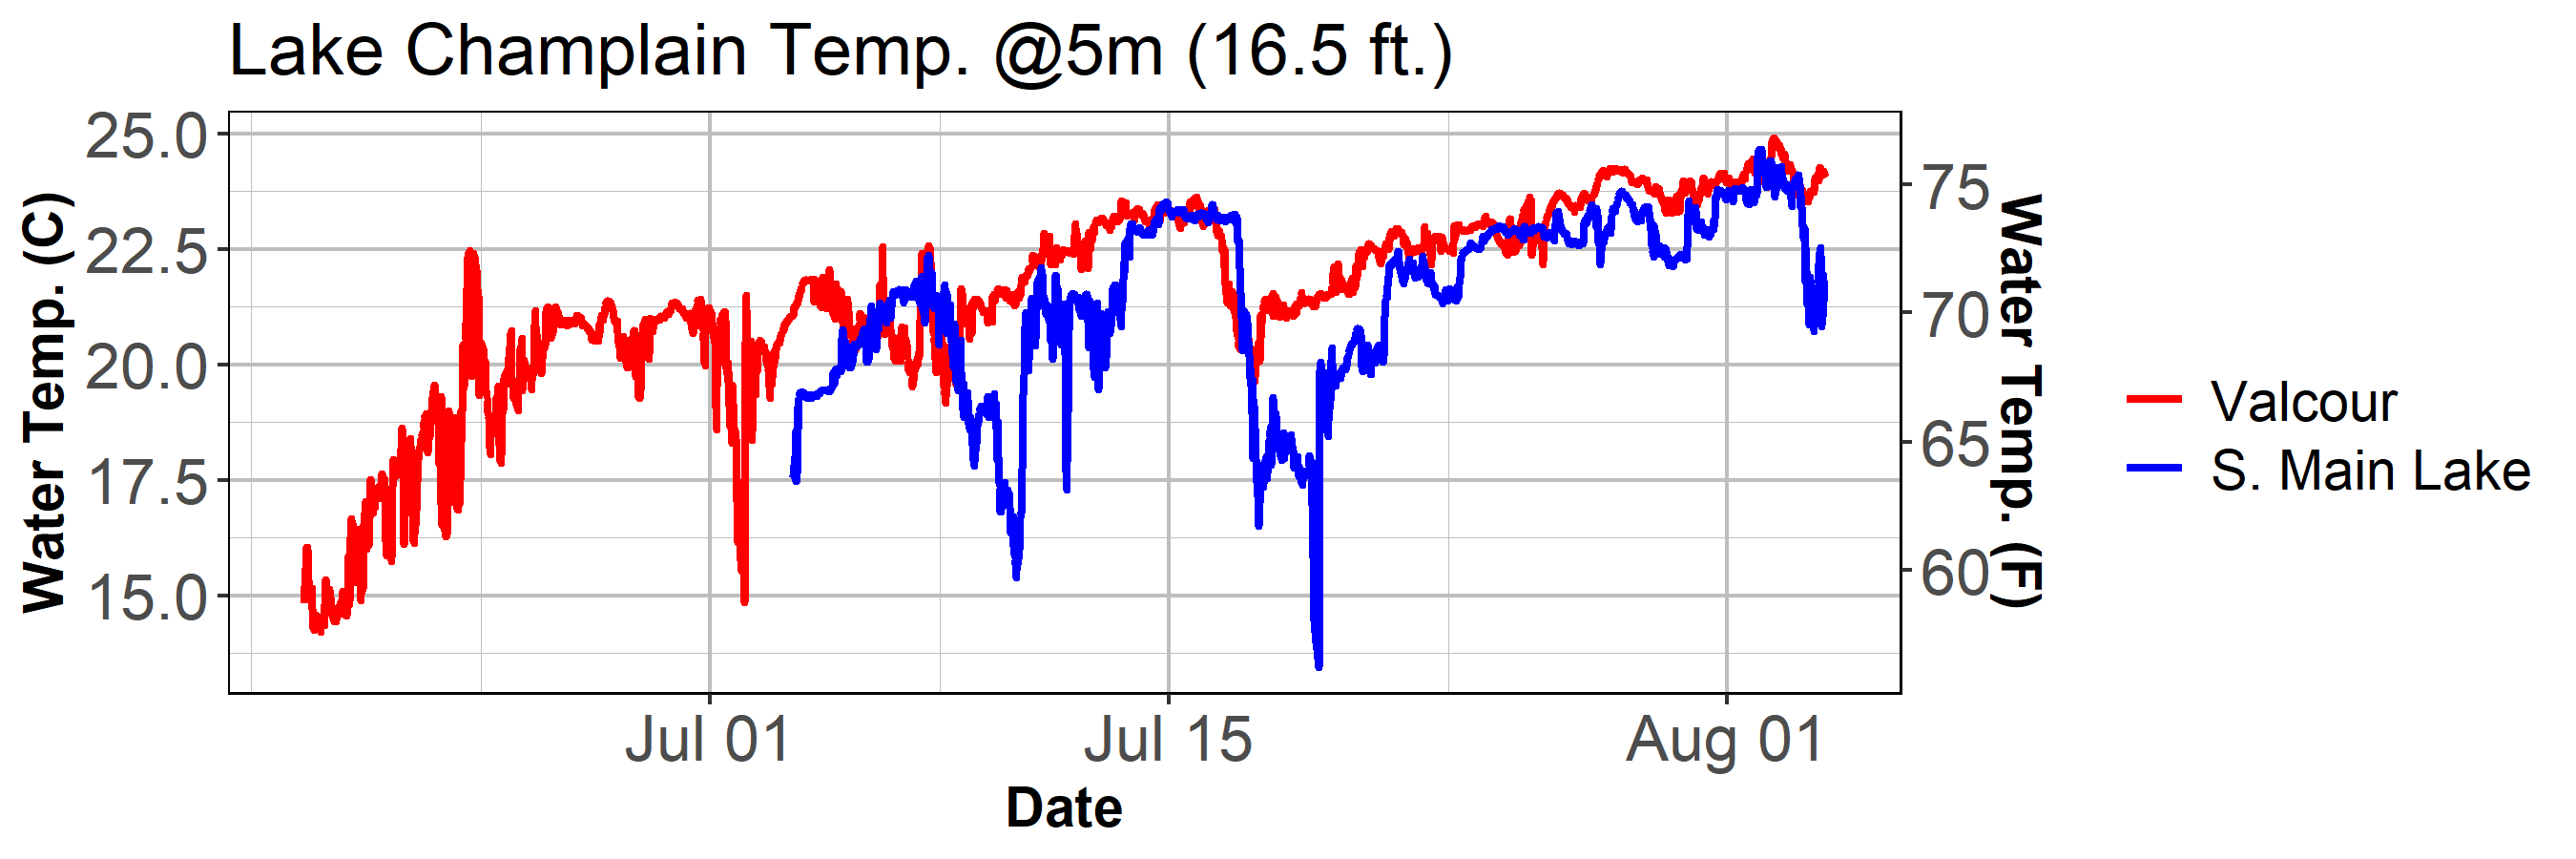 Lake Champlain Temp. @5m (16.5 ft.)
Water Temp. (C)
25.0
22.5
20.0
17.5
15.0
75
70
65
60
Water Temp. (F)
Jul 01
Jul 15
Aug 01
Date
Valcour
S. Main Lake